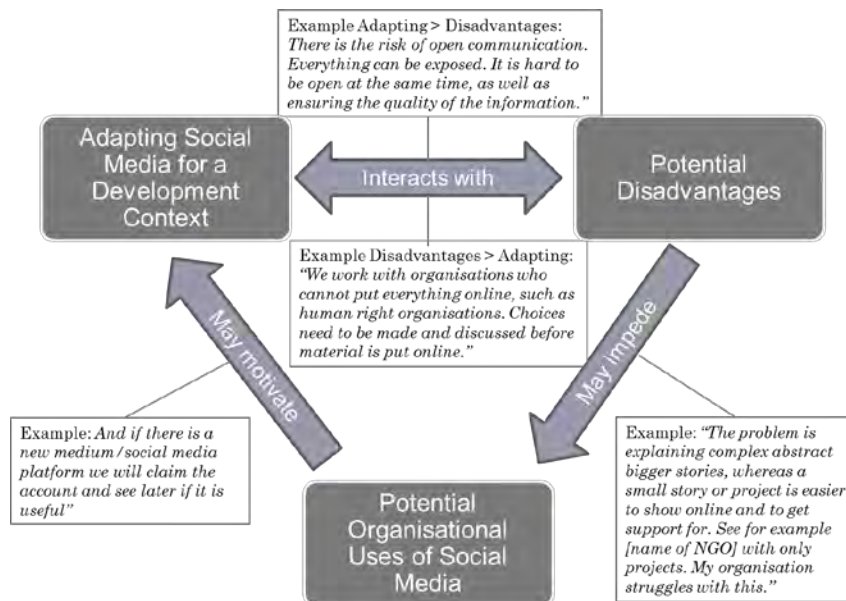 Example Adapting > Disadvantages:
There is the risk of open communication.
Everything can be exposed. It is hard to
be open at the same time, as well as
ensuring the quality of the information.”
Adapting Social
Media for a
Development
Context
Interacts with
Potential
Disadvantages
Example Disadvantages > Adapting:
“We work with organisations who
cannot put everything online, such as
human right organisations. Choices
need to be made and discussed before
material is put online.”
May motivate
May impede
Example: And if there is a
new medium/social media
platform we will claim the
account and see later if it is
useful”
Potential
Organisational
Uses of Social
Media
Example: “The problem is
explaining complex abstract
bigger stories, whereas a
small story or project is easier
to show online and to get
support for. See for example
[name of NGO] with only
projects. My organisation
struggles with this.”